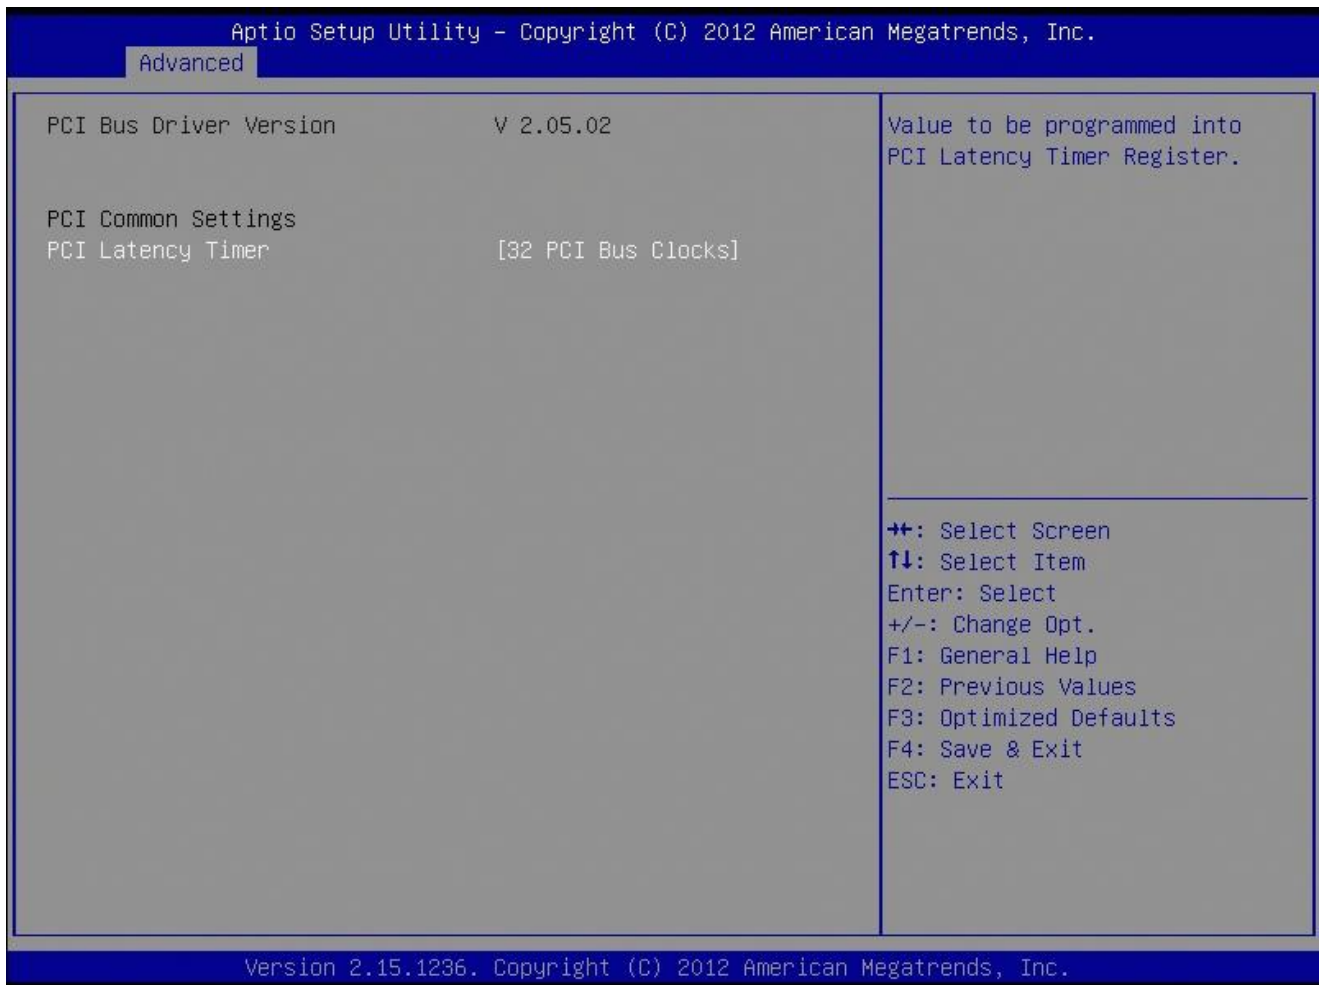 Aptio Setup Utility – Copyright (C) 2012 American Megatrends, Inc.
Advanced
PCI Bus Driver Version V 2.05.02
PCI Common Settings
PCI Latency Timer [32 PCI Bus Clocks]
Value to be programmed into
PCI Latency Timer Register.
→←: Select Screen
↑↓: Select Item
Enter: Select
+/-: Change Opt.
F1: General Help
F2: Previous Values
F3: Optimized Defaults
F4: Save & Exit
ESC: Exit
Version 2.15.1236. Copyright (C) 2012 American Megatrends, Inc.